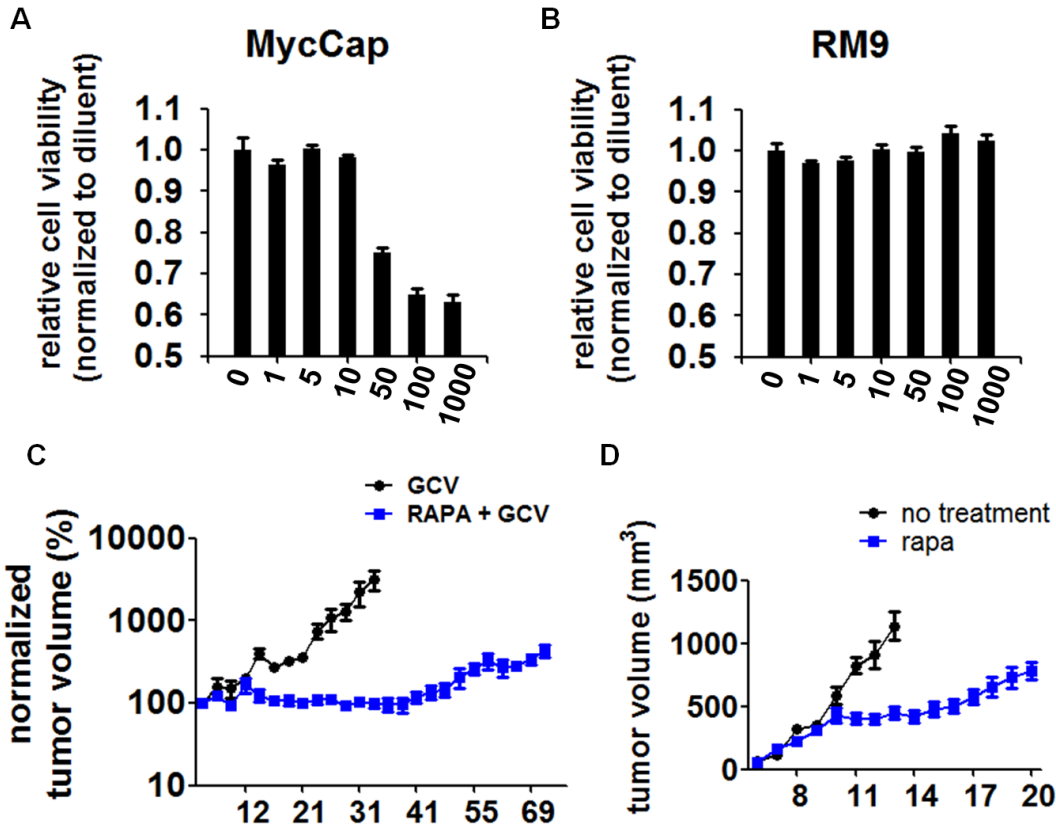 A
MycCap
relative cell viability
(normalized to diluent)
1.1
1.0
0.9
0.8
0.7
0.6
0.5
0
1
5
10
50
100
1000
B
RM9
relative cell viability
(normalized to diluent)
1.1
1.0
0.9
0.8
0.7
0.6
0.5
0
1
5
10
50
100
1000
C
GCV
RAPA + GCV
normalized
tumor volume (%)
10000
1000
100
10
12
21
31
41
55
69
D
no treatment
rapa
tumor volume (mm³)
1500
1000
500
0
8
11
14
17
20